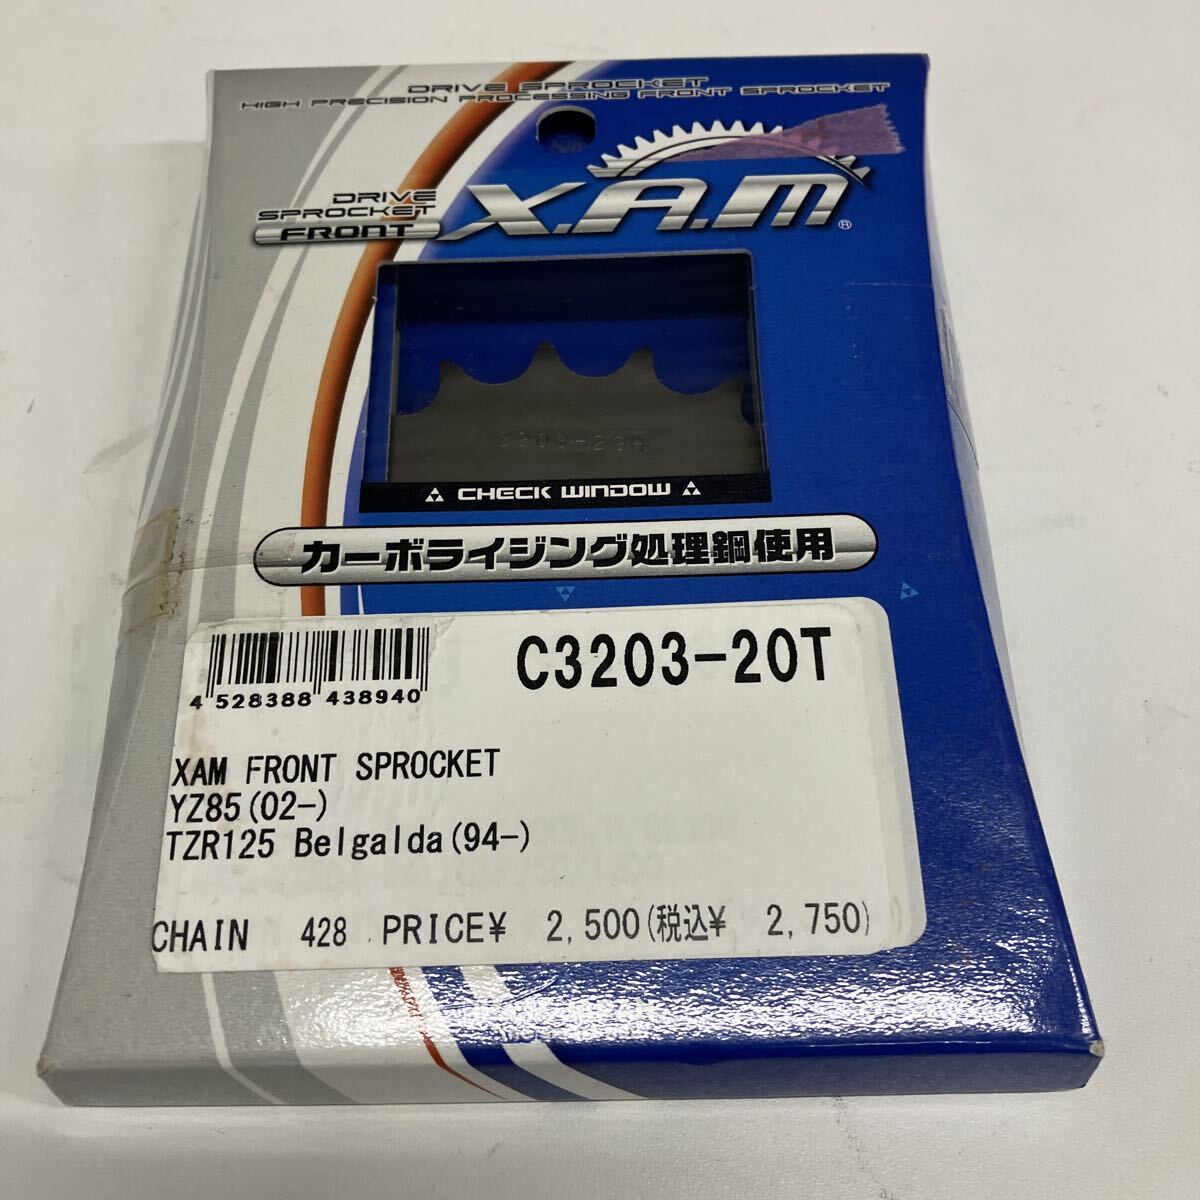 DRIVE SPROCKET
HIGH PRECISION PROCESSING FRONT SPROCKET
DRIVE
SPROCKET
FRONT
X.A.M®
▲ CHECK WINDOW ▲
カーボライジング処理鋼使用
4 528388 438940
C3203-20T
XAM FRONT SPROCKET
YZ85(02-)
TZR125 Belgalda(94-)
CHAIN 428 PRICE¥ 2,500(税込¥ 2,750)